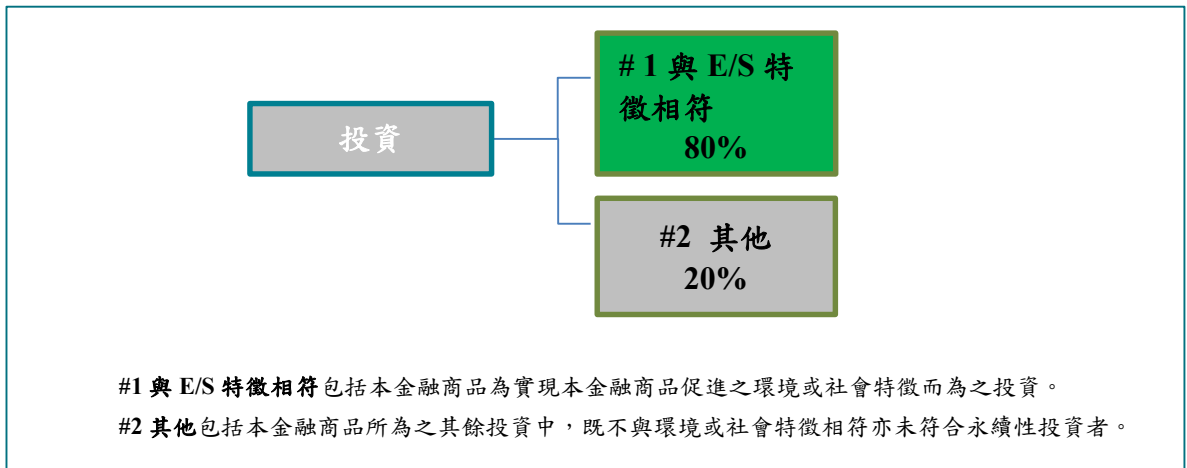 投資
# 1 與 E/S 特
徵相符
80%
#2 其他
20%
#1 與 E/S 特徵相符包括本金融商品為實現本金融商品促進之環境或社會特徵而為之投資。
#2 其他包括本金融商品所為之其餘投資中，既不與環境或社會特徵相符亦未符合永續性投資者。